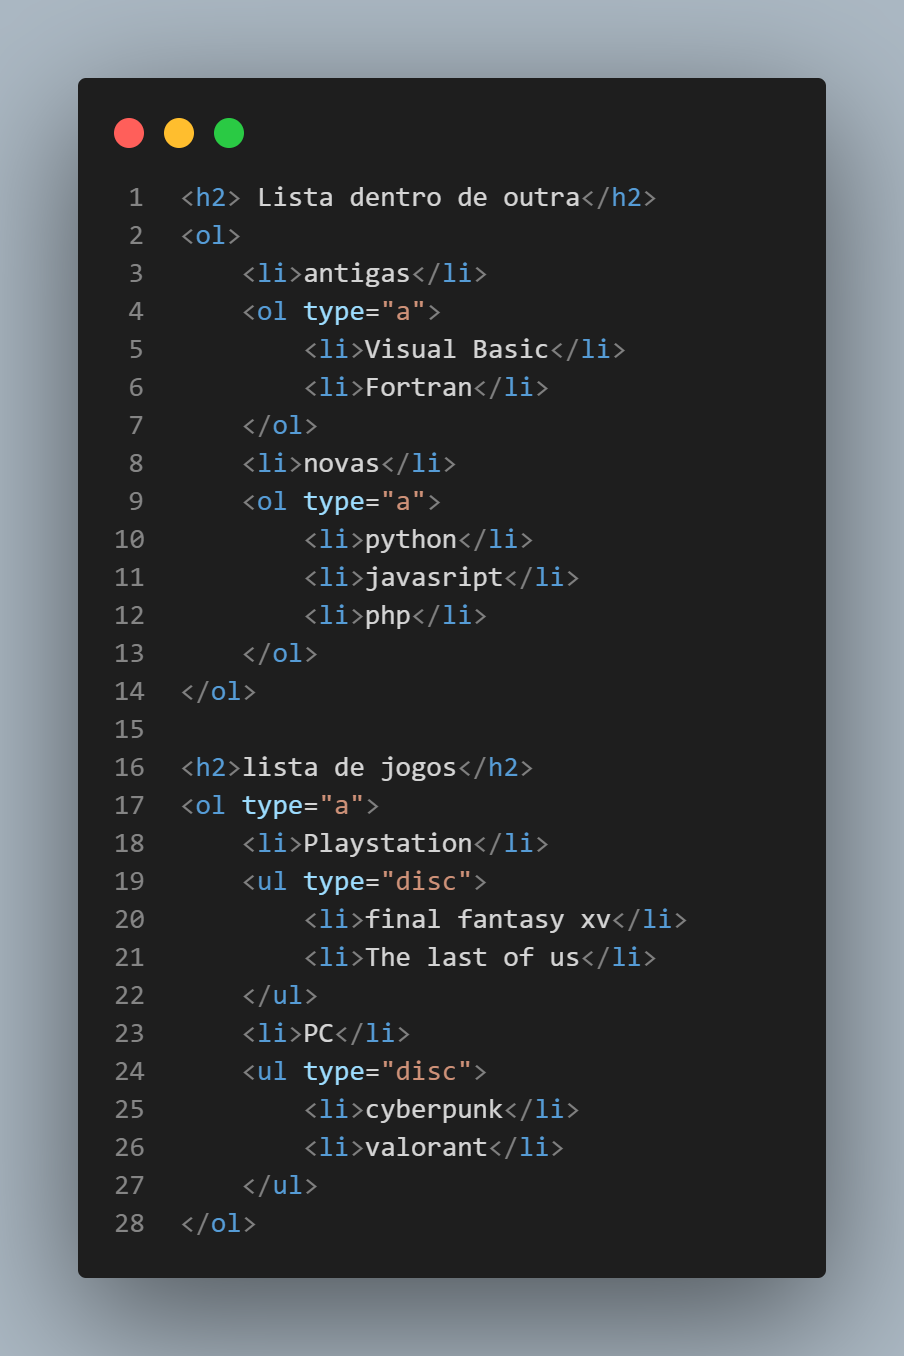 1 <h2> Lista dentro de outra</h2>
2 <ol>
3     <li>antigas</li>
4     <ol type="a">
5         <li>Visual Basic</li>
6         <li>Fortran</li>
7     </ol>
8     <li>novas</li>
9     <ol type="a">
10         <li>python</li>
11         <li>javasript</li>
12         <li>php</li>
13     </ol>
14 </ol>
15
16 <h2>lista de jogos</h2>
17 <ol type="a">
18     <li>Playstation</li>
19     <ul type="disc">
20         <li>final fantasy xv</li>
21         <li>The last of us</li>
22     </ul>
23     <li>PC</li>
24     <ul type="disc">
25         <li>cyberpunk</li>
26         <li>valorant</li>
27     </ul>
28 </ol>